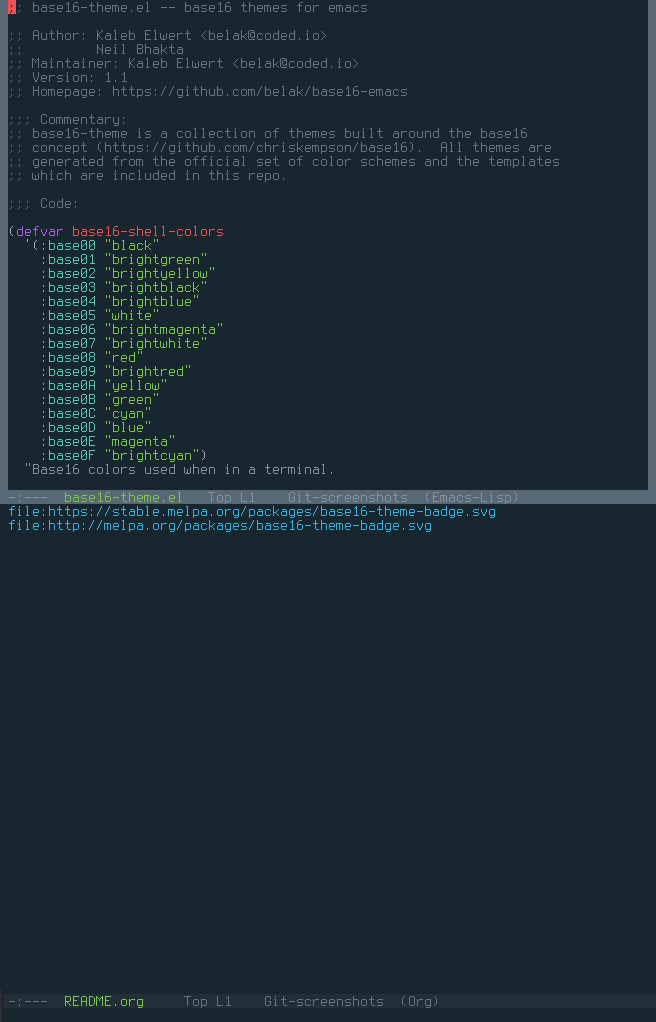 ;; base16-theme.el -- base16 themes for emacs
;; Author: Kaleb Elwert <belak@coded.io>
;;         Neil Bhakta
;; Maintainer: Kaleb Elwert <belak@coded.io>
;; Version: 1.1
;; Homepage: https://github.com/belak/base16-emacs
;;; Commentary:
;; base16-theme is a collection of themes built around the base16
;; concept (https://github.com/chriskempson/base16).  All themes are
;; generated from the official set of color schemes and the templates
;; which are included in this repo.
;;; Code:
(defvar base16-shell-colors
  '(:base00 "black"
    :base01 "brightgreen"
    :base02 "brightyellow"
    :base03 "brightblack"
    :base04 "brightblue"
    :base05 "white"
    :base06 "brightmagenta"
    :base07 "brightwhite"
    :base08 "red"
    :base09 "brightred"
    :base0A "yellow"
    :base0B "green"
    :base0C "cyan"
    :base0D "blue"
    :base0E "magenta"
    :base0F "brightcyan")
  "Base16 colors used when in a terminal.
-:---  base16-theme.el   Top L1    Git-screenshots  (Emacs-Lisp)
file:https://stable.melpa.org/packages/base16-theme-badge.svg
file:http://melpa.org/packages/base16-theme-badge.svg
-:---  README.org     Top L1    Git-screenshots  (Org)